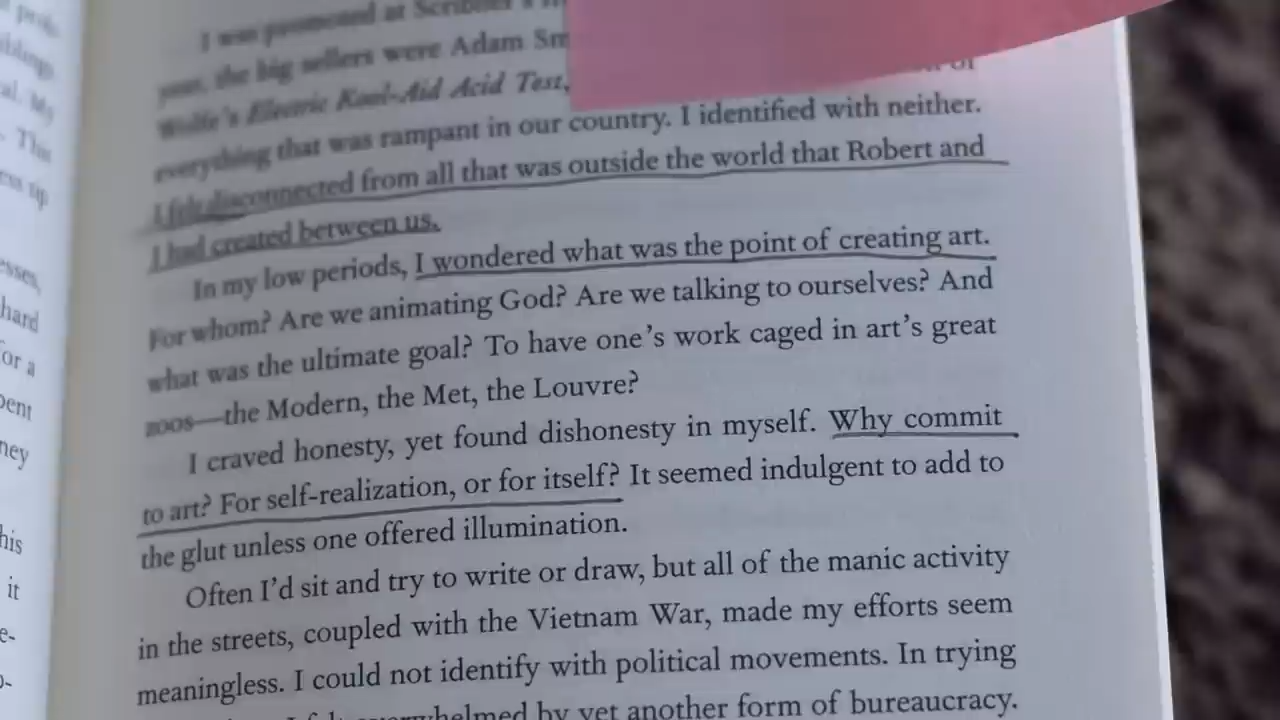 I was promoted at Scribner's
year, the big sellers were Adam Sm
Wolfe's Electric Kool-Aid Acid Test,
everything that was rampant in our country. I identified with neither.
I felt disconnected from all that was outside the world that Robert and
I had created between us.
In my low periods, I wondered what was the point of creating art.
For whom? Are we animating God? Are we talking to ourselves? And
what was the ultimate goal? To have one's work caged in art's great
zoos—the Modern, the Met, the Louvre?
I craved honesty, yet found dishonesty in myself. Why commit
to art? For self-realization, or for itself? It seemed indulgent to add to
the glut unless one offered illumination.
Often I'd sit and try to write or draw, but all of the manic activity
in the streets, coupled with the Vietnam War, made my efforts seem
meaningless. I could not identify with political movements. In trying
by yet another form of bureaucracy.